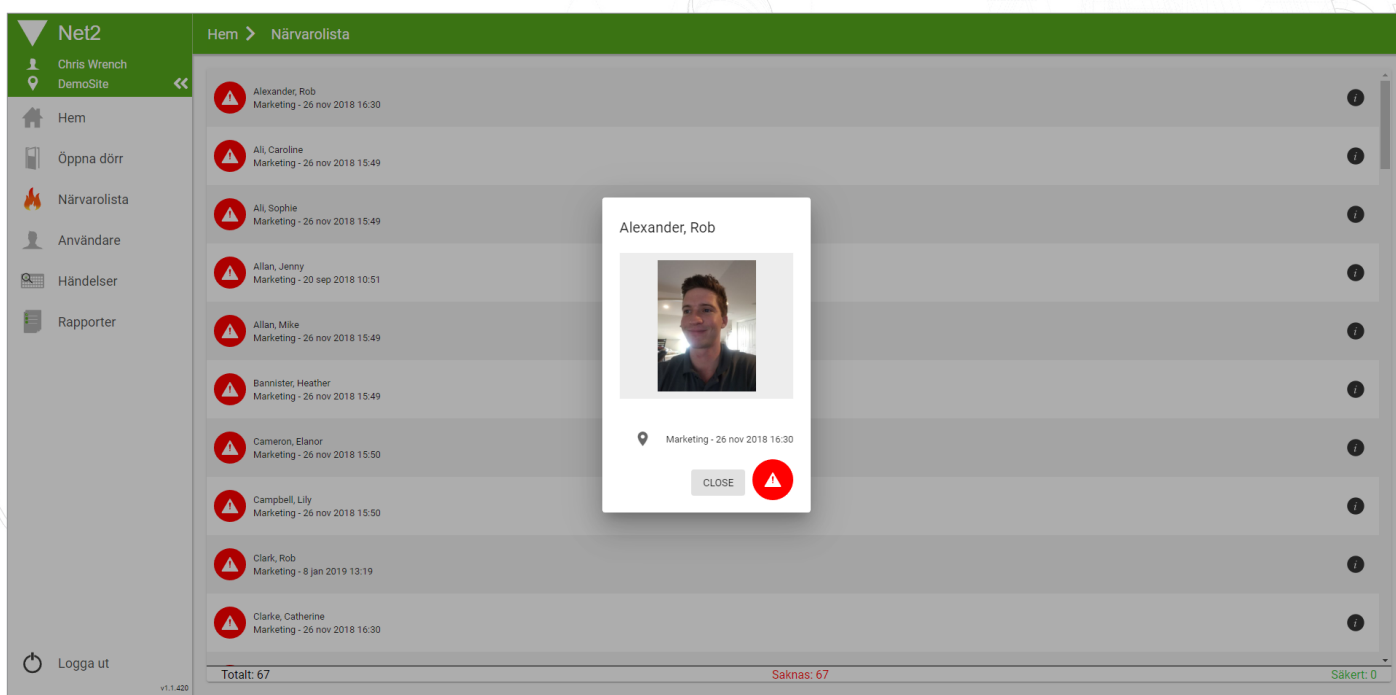 Net2
Chris Wrench
DemoSite
Hem
Öppna dörr
Närvarolista
Användare
Händelser
Rapporter
Logga ut
v1.1.420
Hem > Närvarolista
Alexander, Rob
Marketing - 26 nov 2018 16:30
Ali, Caroline
Marketing - 26 nov 2018 15:49
Ali, Sophie
Marketing - 26 nov 2018 15:49
Allan, Jenny
Marketing - 20 sep 2018 10:51
Allan, Mike
Marketing - 26 nov 2018 15:49
Bannister, Heather
Marketing - 26 nov 2018 15:49
Cameron, Elanor
Marketing - 26 nov 2018 15:50
Campbell, Lily
Marketing - 26 nov 2018 15:50
Clark, Rob
Marketing - 8 jan 2019 13:19
Clarke, Catherine
Marketing - 26 nov 2018 16:30
Alexander, Rob
Marketing - 26 nov 2018 16:30
CLOSE
Totalt: 67
Saknas: 67
Säkert: 0